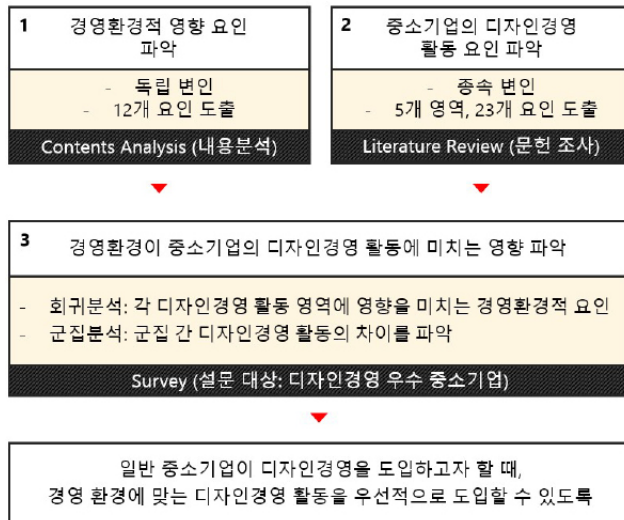 1 경영환경적 영향 요인
파악
- 독립 변인
- 12개 요인 도출
Contents Analysis (내용분석)
2 중소기업의 디자인경영
활동 요인 파악
- 종속 변인
- 5개 영역, 23개 요인 도출
Literature Review (문헌 조사)
3 경영환경이 중소기업의 디자인경영 활동에 미치는 영향 파악
- 회귀분석: 각 디자인경영 활동 영역에 영향을 미치는 경영환경적 요인
- 군집분석: 군집 간 디자인경영 활동의 차이를 파악
Survey (설문 대상: 디자인경영 우수 중소기업)
일반 중소기업이 디자인경영을 도입하고자 할 때,
경영 환경에 맞는 디자인경영 활동을 우선적으로 도입할 수 있도록